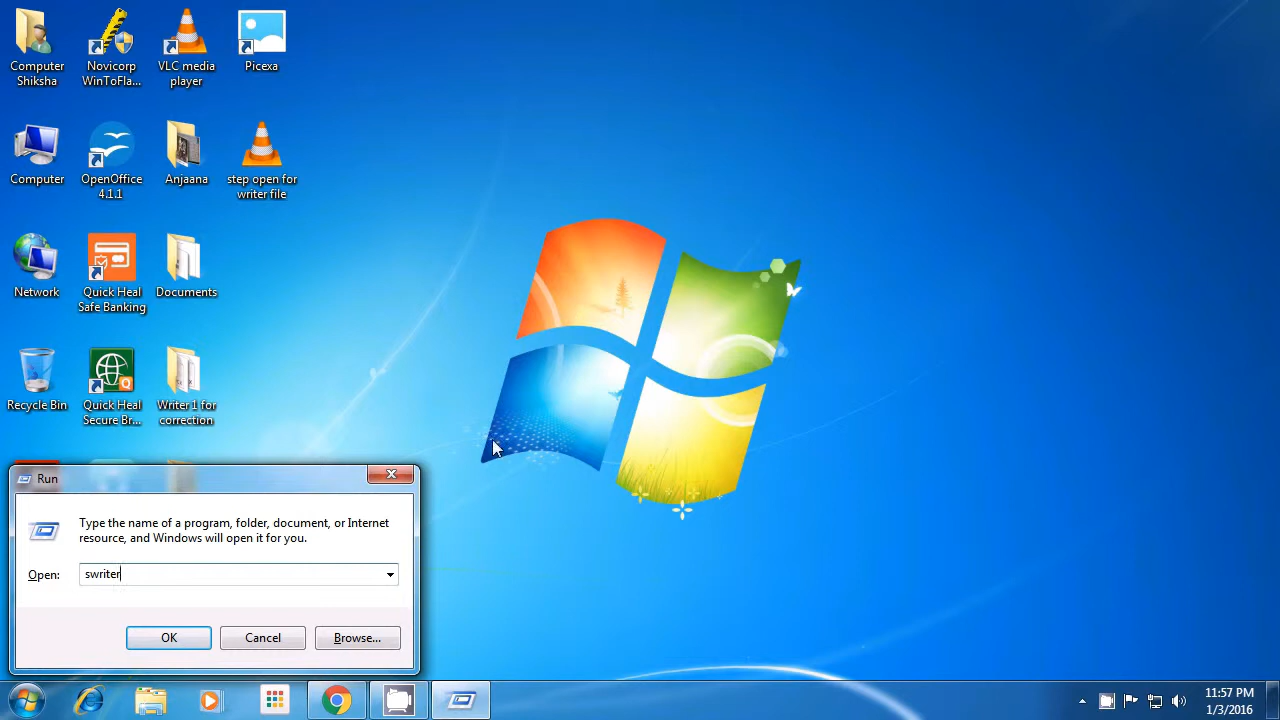 Computer
Shiksha
Novicorp
WinToFla...
VLC media
player
Picexa
Computer
OpenOffice
4.1.1
Anjaana
step open for
writer file
Network
Quick Heal
Safe Banking
Documents
Recycle Bin
Quick Heal
Secure Br...
Writer 1 for
correction
Run
Type the name of a program, folder, document, or Internet
resource, and Windows will open it for you.
Open:
swriter
OK
Cancel
Browse...
11:57 PM
1/3/2016